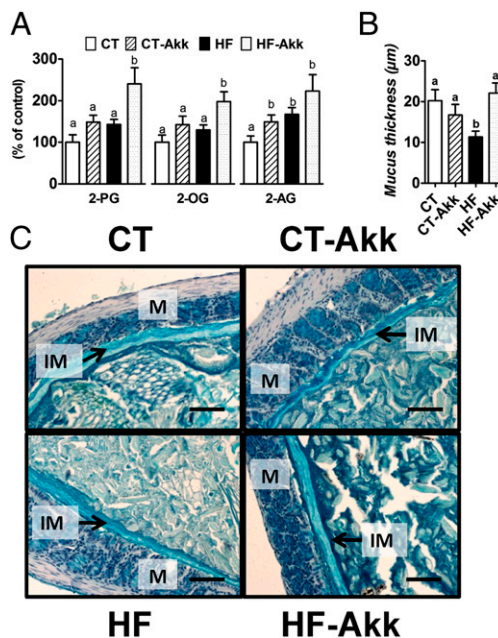 A
CT CT-Akk HF HF-Akk
(% of control)
300
200
100
0
a a a b
a a a b
a b b b
2-PG 2-OG 2-AG
B
Mucus thickness (µm)
30
20
10
0
a a b a
CT CT-Akk HF HF-Akk
C
CT CT-Akk
M
IM
IM
M
IM
M
M
IM
HF HF-Akk